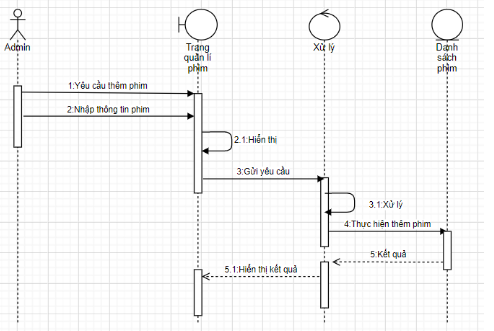 Admin
Trang
quản lí
phim
Xử lý
Danh
sách
phim
1:Yêu cầu thêm phim
2:Nhập thông tin phim
2.1:Hiển thị
3:Gửi yêu cầu
3.1:Xử lý
4:Thực hiện thêm phim
5:Kết quả
5.1:Hiển thị kết quả